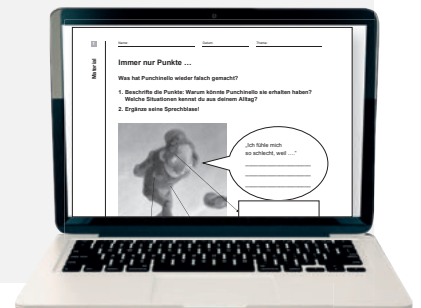 Name:
Datum:
Thema:
Material
Immer nur Punkte …
Was hat Punchinello wieder falsch gemacht?
1. Beschrifte die Punkte: Warum könnte Punchinello sie erhalten haben?
Welche Situationen kennst du aus deinem Alltag?
2. Ergänze seine Sprechblase!
„Ich fühle mich
so schlecht, weil ….“